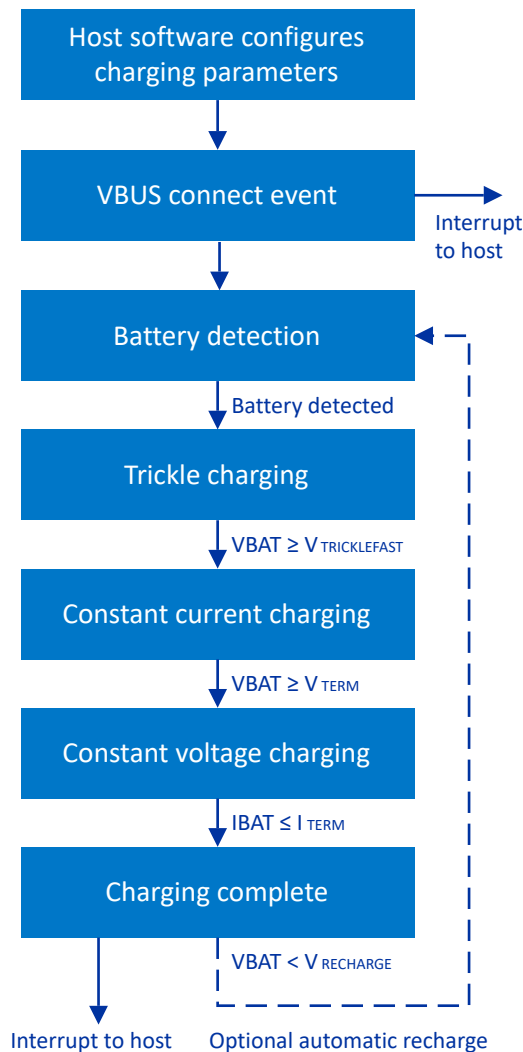 Host software configures
charging parameters
VBUS connect event
Interrupt
to host
Battery detection
Battery detected
Trickle charging
VBAT ≥ V TRICKLEFAST
Constant current charging
VBAT ≥ V TERM
Constant voltage charging
IBAT ≤ I TERM
Charging complete
VBAT < V RECHARGE
Interrupt to host
Optional automatic recharge